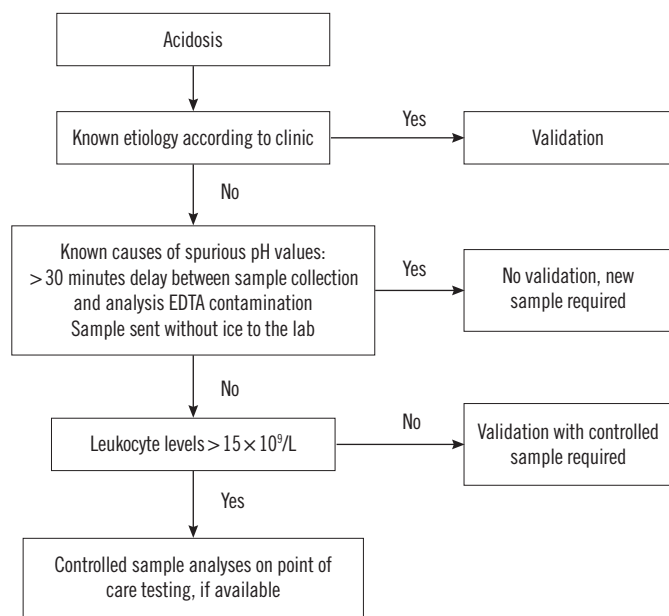 Acidosis
Known etiology according to clinic
Yes
Validation
No
Known causes of spurious pH values:
> 30 minutes delay between sample collection
and analysis EDTA contamination
Sample sent without ice to the lab
Yes
No validation, new
sample required
No
Leukocyte levels > 15 × 10⁹/L
No
Validation with controlled
sample required
Yes
Controlled sample analyses on point of
care testing, if available